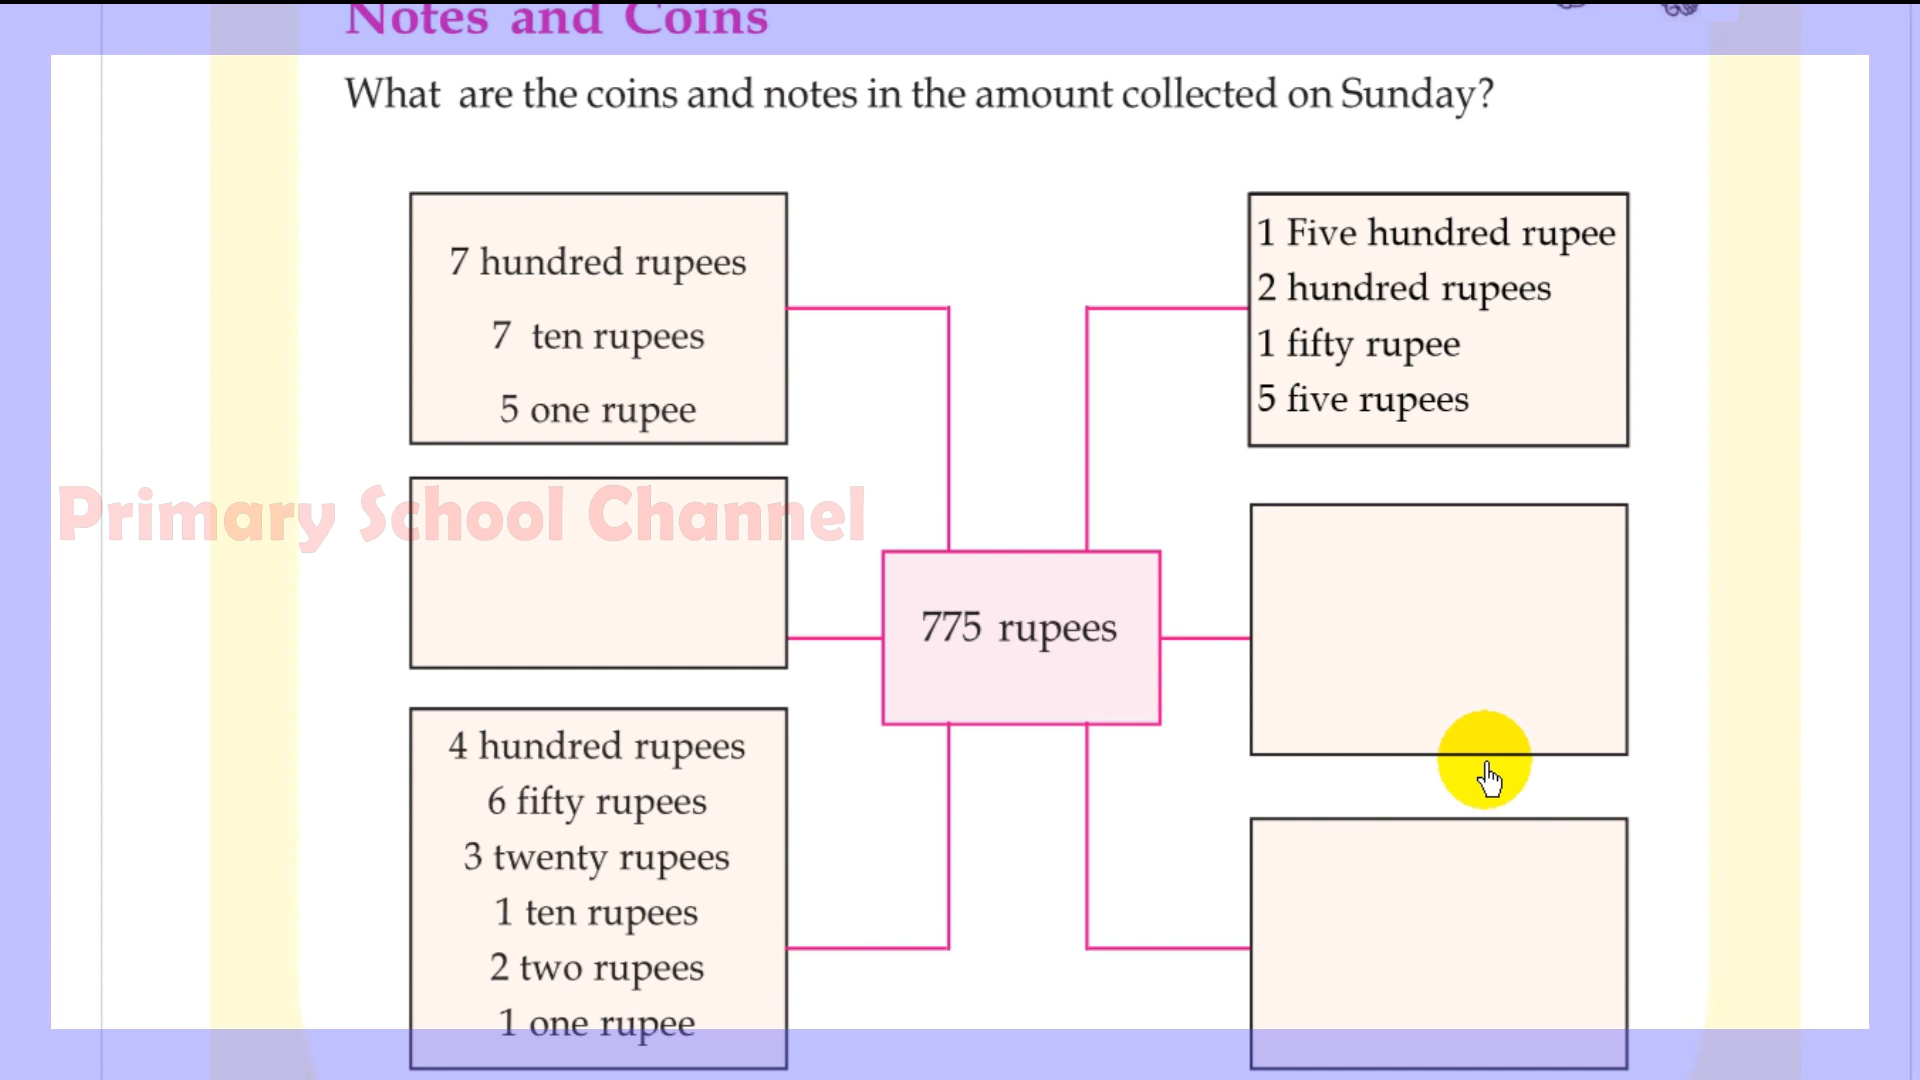 Notes and Coins
What are the coins and notes in the amount collected on Sunday?
7 hundred rupees
7 ten rupees
5 one rupee
1 Five hundred rupee
2 hundred rupees
1 fifty rupee
5 five rupees
Primary School Channel
775 rupees
4 hundred rupees
6 fifty rupees
3 twenty rupees
1 ten rupees
2 two rupees
1 one rupee